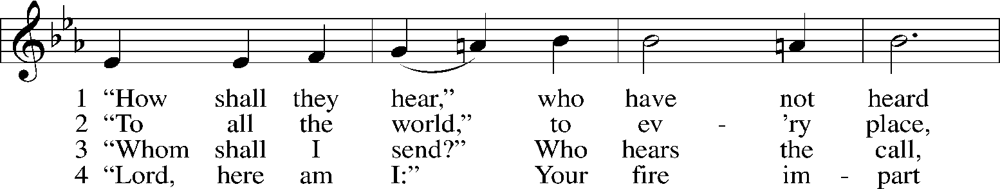 1 “How shall they hear,” who have not heard
2 “To all the world,” to ev - ’ry place,
3 “Whom shall I send?” Who hears the call,
4 “Lord, here am I:” Your fire im - part